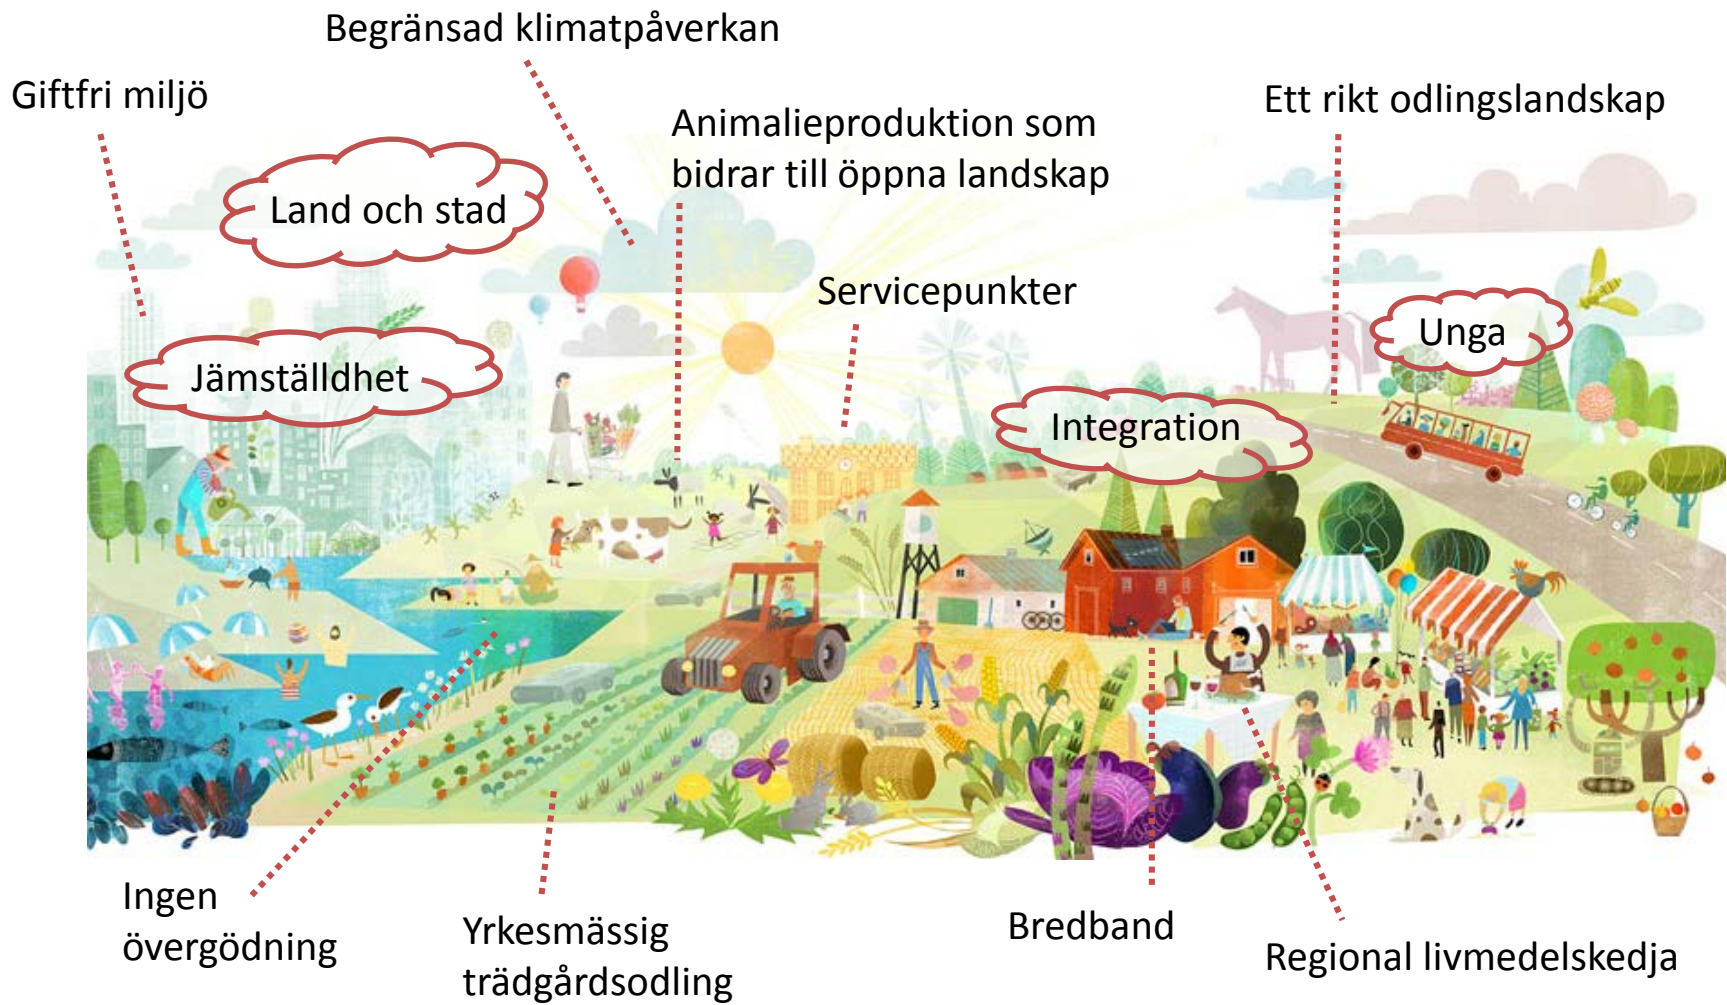 Begränsad klimatpåverkan
Giftfri miljö
Ett rikt odlingslandskap
Animalieproduktion som
bidrar till öppna landskap
Land och stad
Servicepunkter
Unga
Jämställdhet
Integration
Ingen
övergödning
Yrkesmässig
trädgårdsodling
Bredband
Regional livmedelskedja